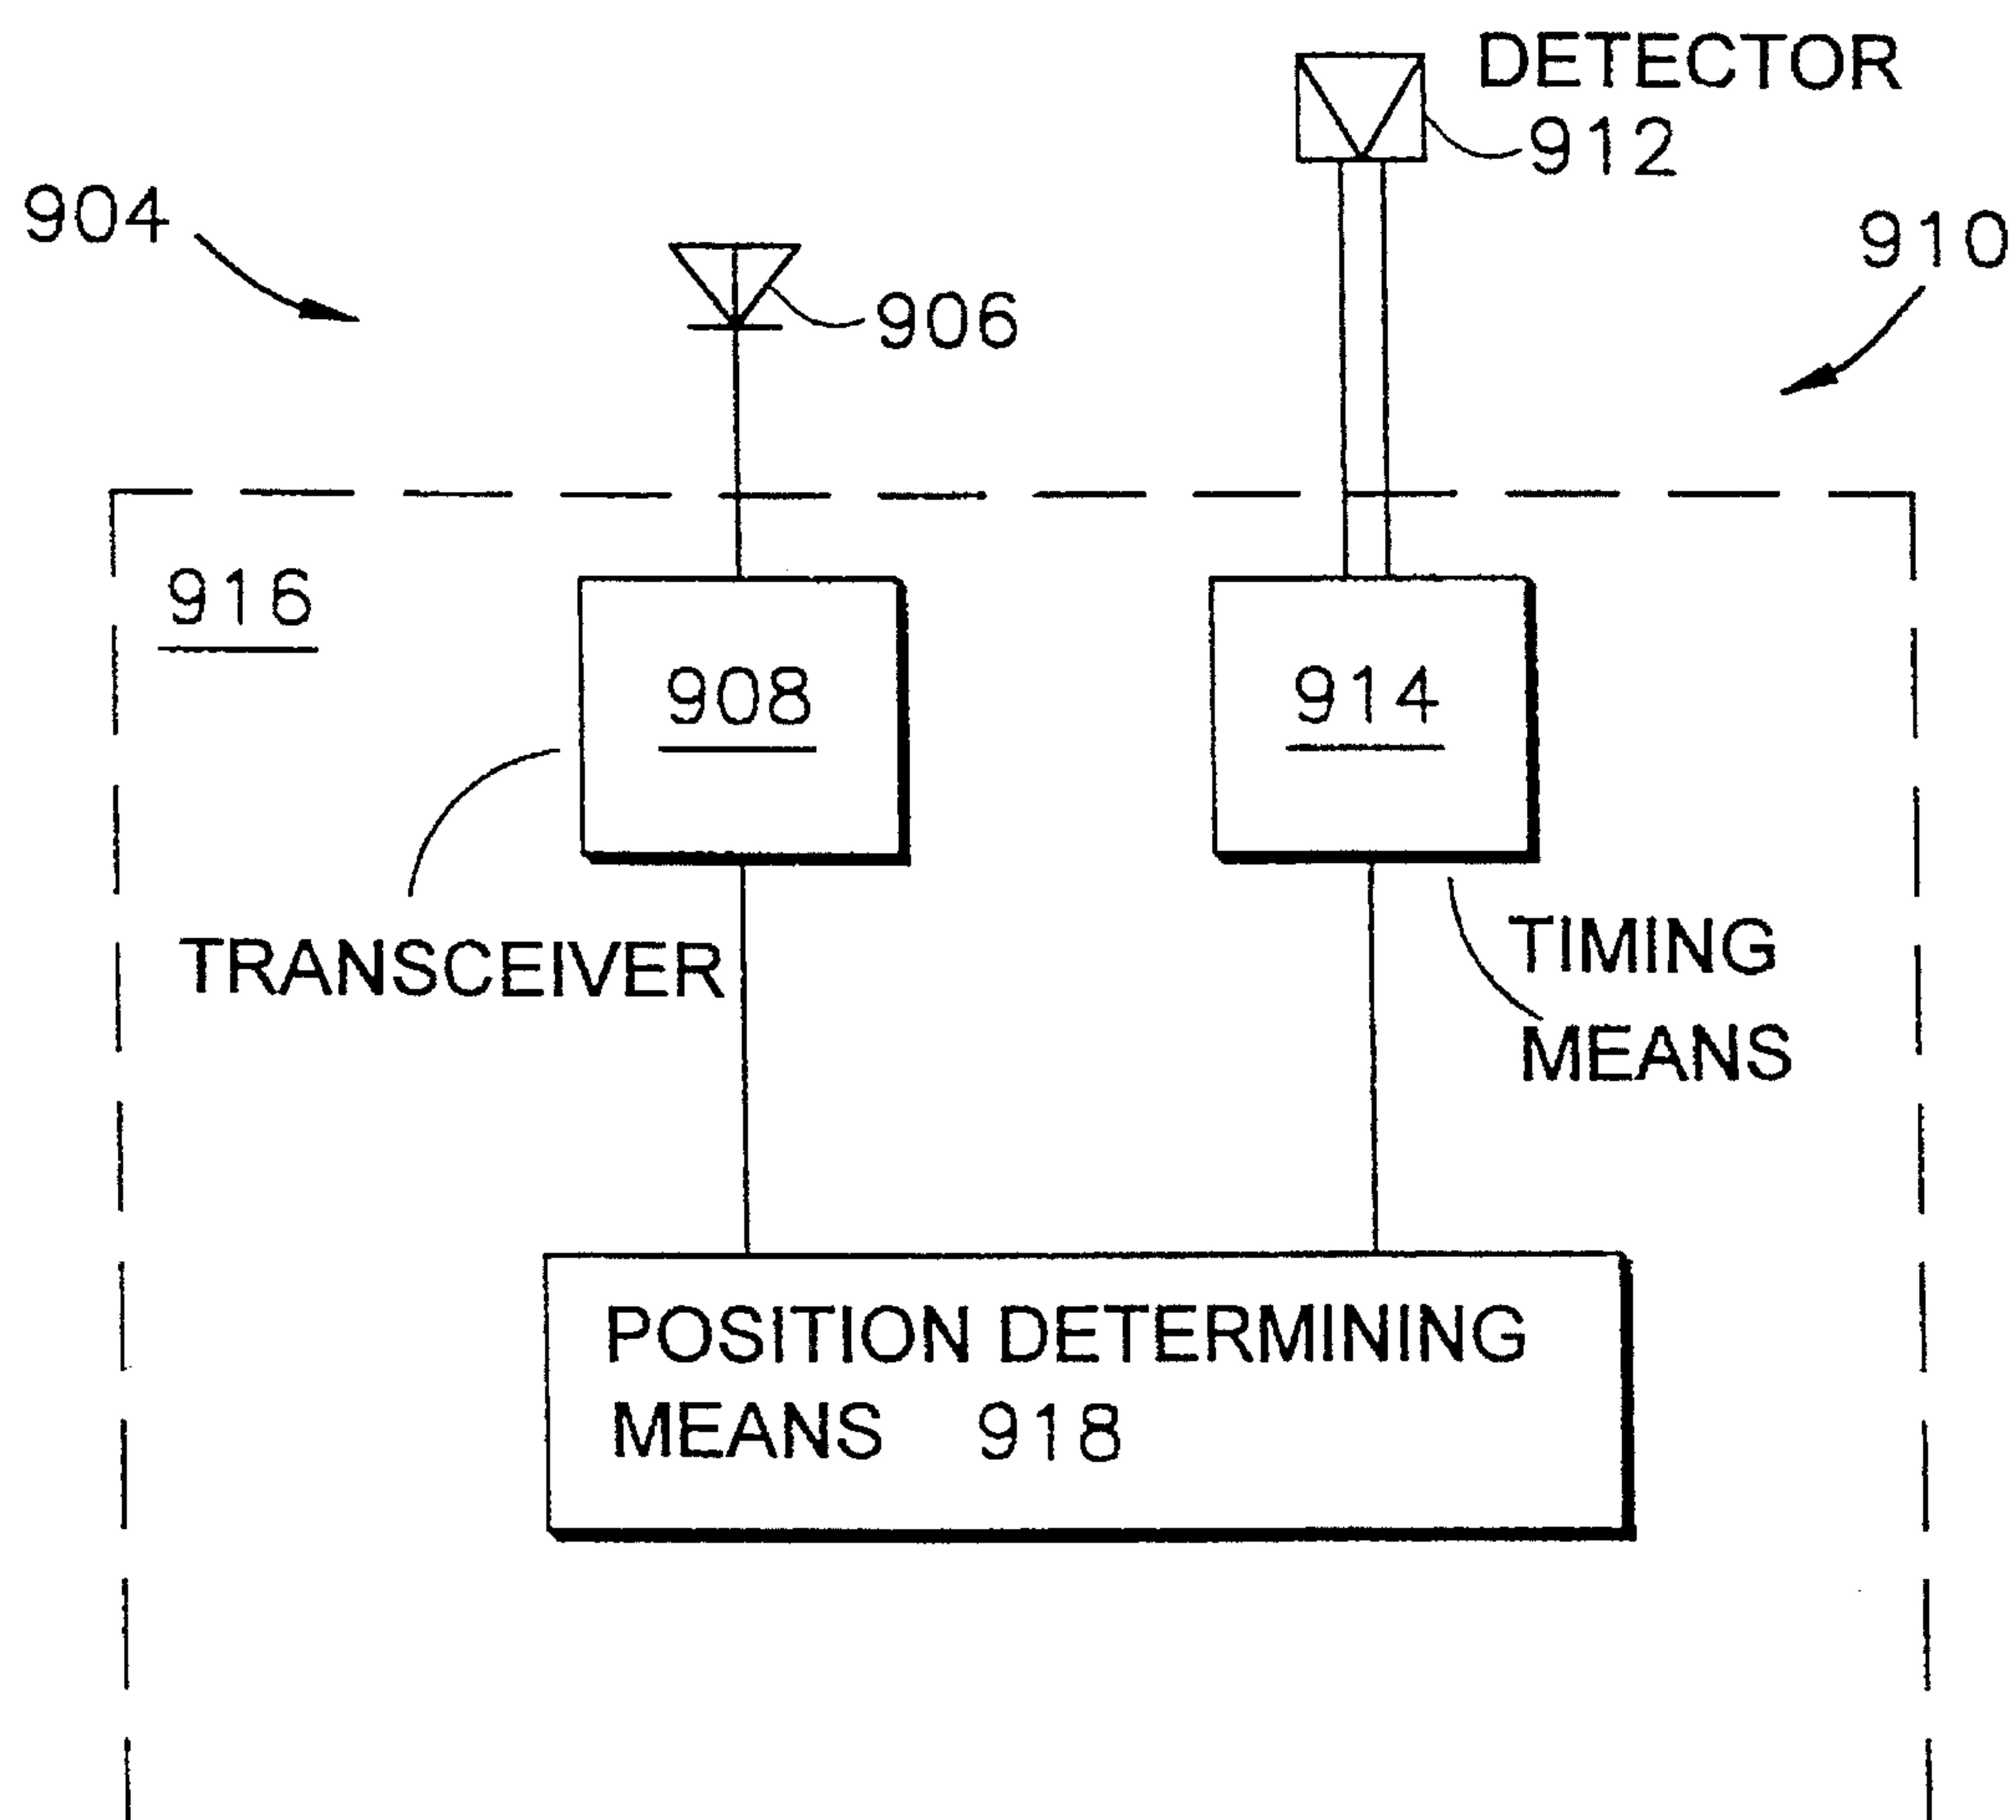 DETECTOR
912
904
910
906
916
908
914
TRANSCEIVER
TIMING
MEANS
POSITION DETERMINING
MEANS 918